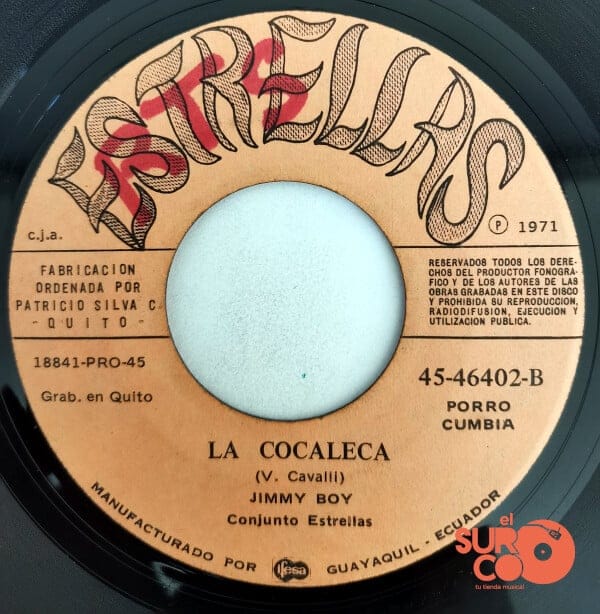 ESTRELLAS
c.j.a.
Ⓟ 1971
FABRICACION
ORDENADA POR
PATRICIO SILVA C
- QUITO -
RESERVADOS TODOS LOS DERE-
CHOS DEL PRODUCTOR FONOGRÁ-
FICO Y DE LOS AUTORES DE LAS
OBRAS GRABADAS EN ESTE DISCO
Y PROHIBIDA SU REPRODUCCION,
RADIODIFUSION, EJECUCION Y
UTILIZACION PUBLICA.
18841-PRO-45
Grab. en Quito
45-46402-B
PORRO
CUMBIA
LA COCALECA
(V. Cavalli)
JIMMY BOY
Conjunto Estrellas
MANUFACTURADO POR fesa GUAYAQUIL - ECUADOR
el
SUR
CO
tu tienda musical